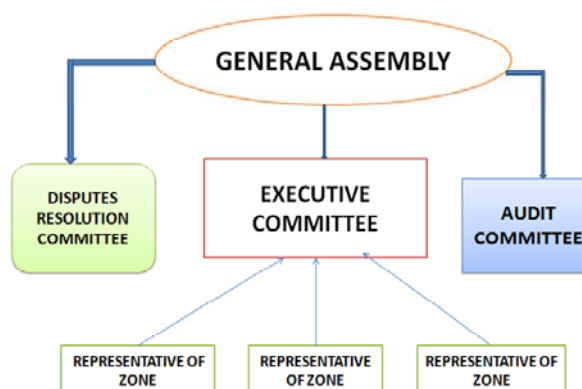 GENERAL ASSEMBLY
DISPUTES
RESOLUTION
COMMITTEE
EXECUTIVE
COMMITTEE
AUDIT
COMMITTEE
REPRESENTATIVE OF
ZONE
REPRESENTATIVE
OF ZONE
REPRESENTATIVE OF
ZONE